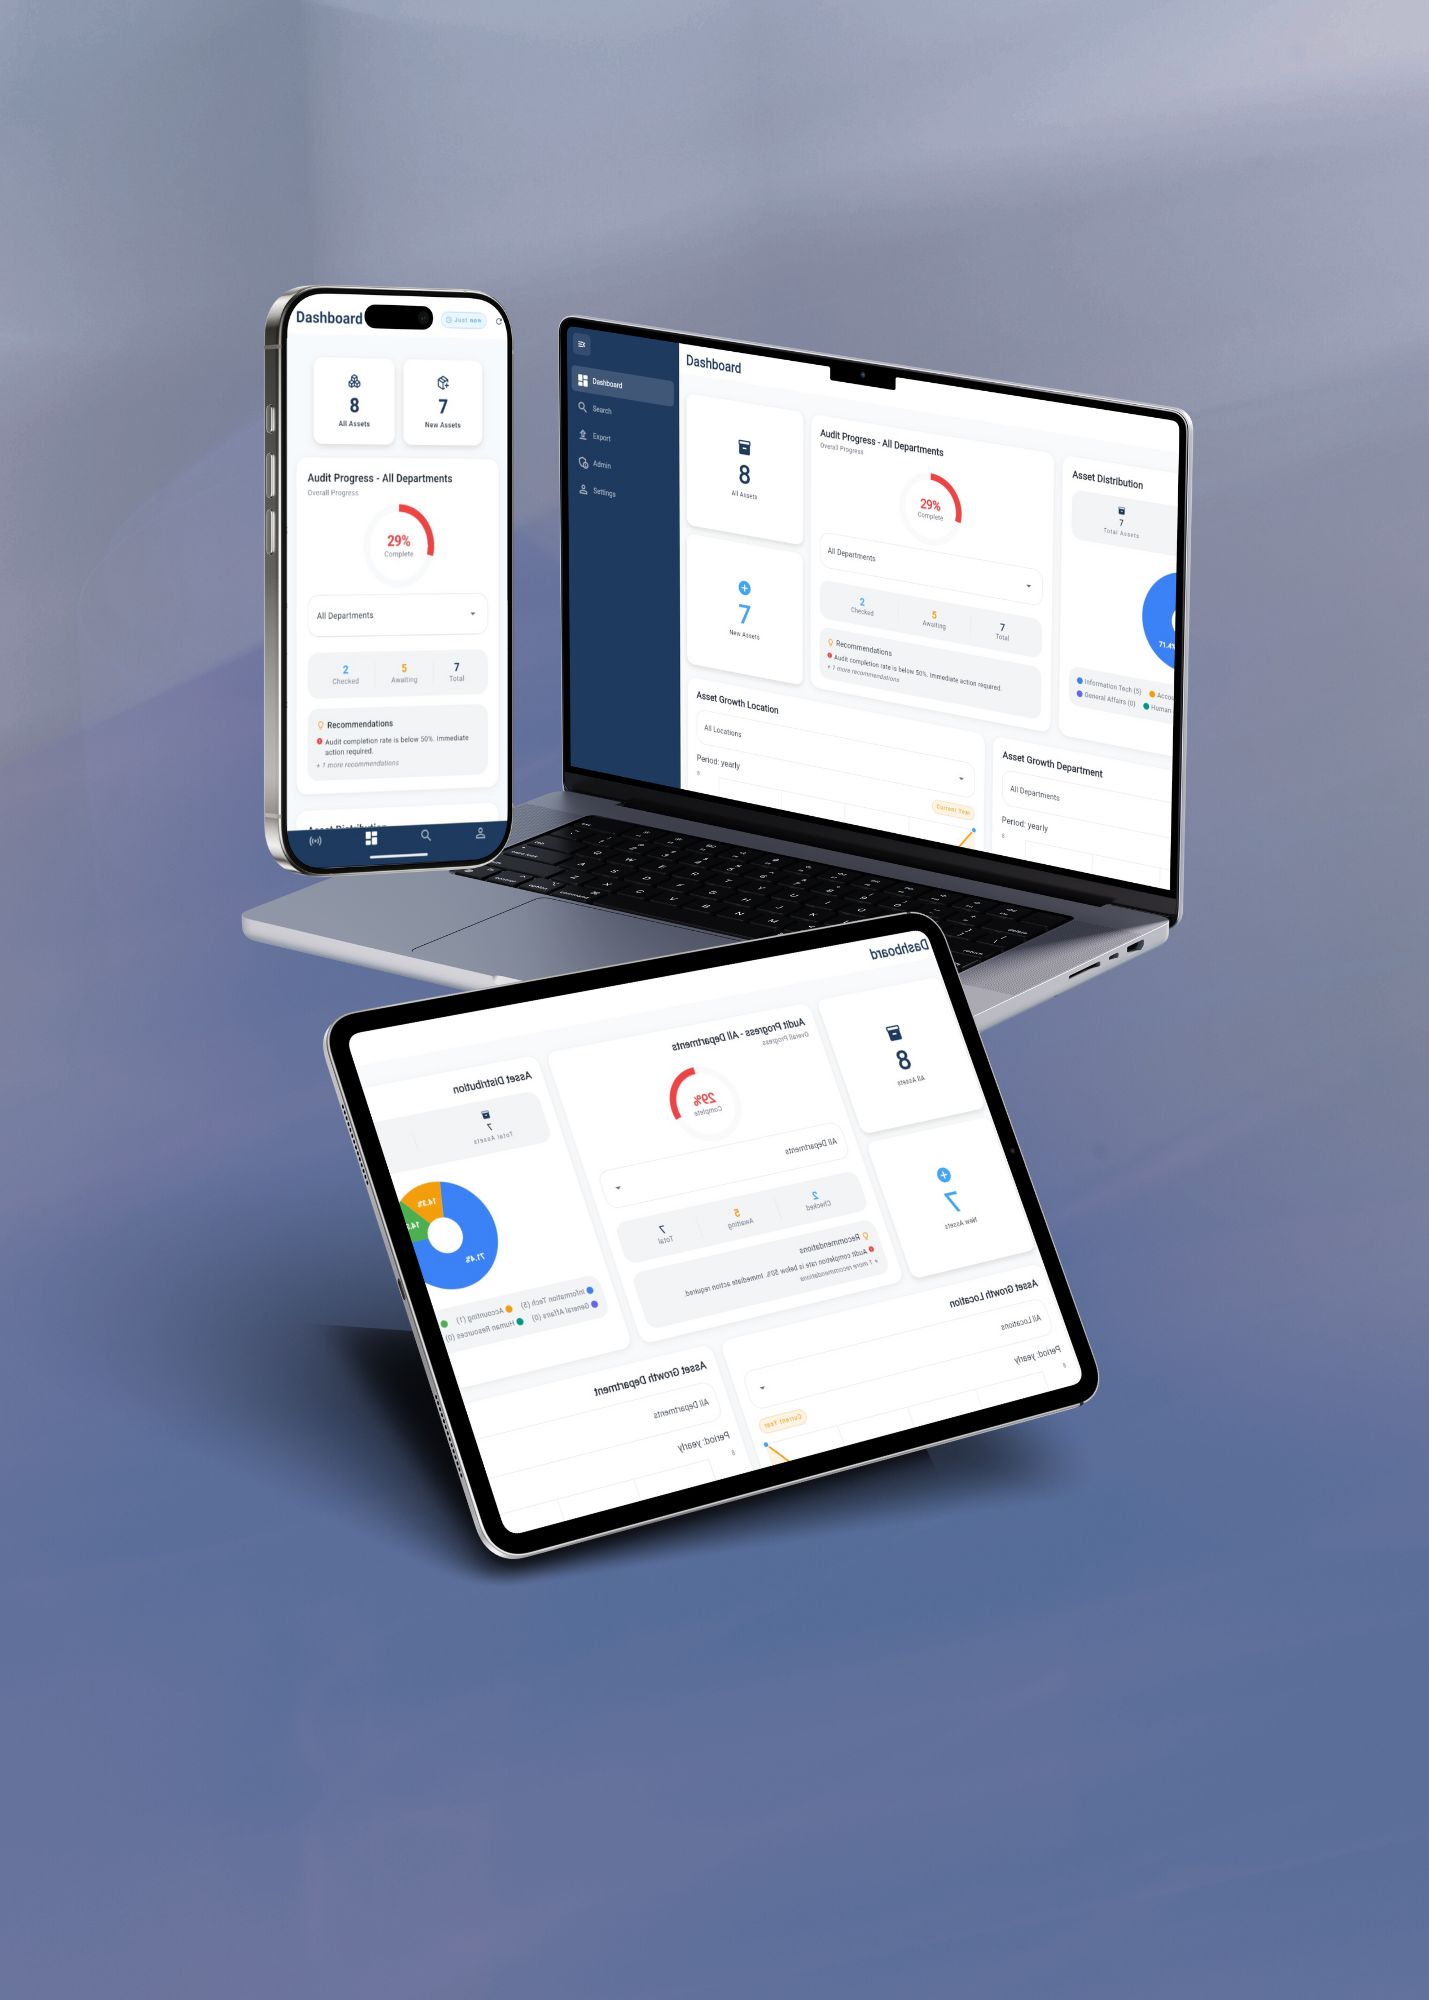 Dashboard
Just now
8
All Assets
7
New Assets
Audit Progress - All Departments
Overall Progress
29%
Complete
All Departments
2
Checked
5
Awaiting
7
Total
Recommendations
Audit completion rate is below 50%. Immediate
action required.
+ 1 more recommendations
Asset Distribution
Dashboard
Search
Export
Admin
Settings
Dashboard
8
All Assets
7
New Assets
Audit Progress - All Departments
Overall Progress
29%
Complete
All Departments
2
Checked
5
Awaiting
7
Total
Recommendations
Audit completion rate is below 50%. Immediate action required.
+ 1 more recommendations
Asset Distribution
7
Total Assets
71.4%
Information Tech (5)
General Affairs (0)
Human
Asset Growth Location
All Locations
Period: yearly
8
Current Year
Asset Growth Department
All Departments
Period: yearly
8
Dashboard
8
All Assets
7
New Assets
Audit Progress - All Departments
Overall Progress
29%
Complete
All Departments
2
Checked
5
Awaiting
7
Total
Recommendations
Audit completion rate is below 50%. Immediate action required.
+ 1 more recommendations
Asset Distribution
7
Total Assets
14.3%
71.4%
Information Tech (5) Accounting (1)
General Affairs (0) Human Resources (0)
Asset Growth Location
All Locations
Period: yearly
8
Current Year
Asset Growth Department
All Departments
Period: yearly
8